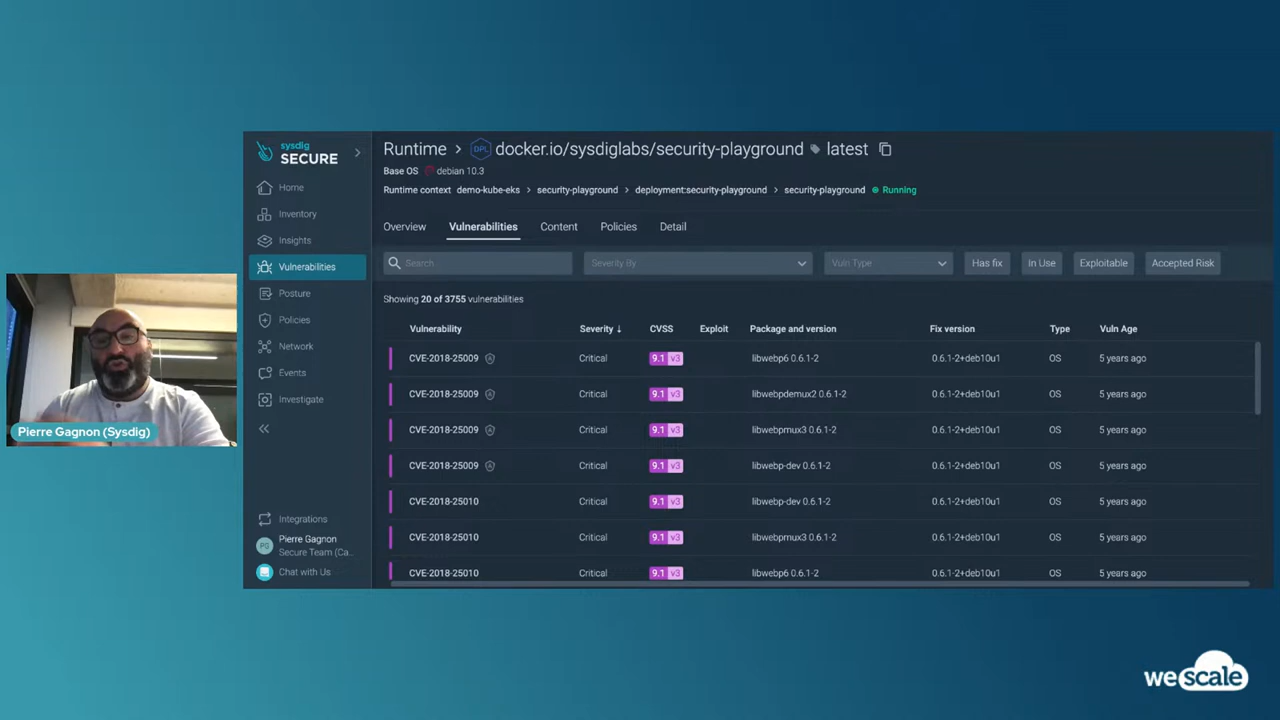 sysdig
SECURE
Home
Inventory
Insights
Vulnerabilities
Posture
Policies
Network
Events
Investigate
Integrations
PG
Pierre Gagnon
Secure Team (Ca...
Chat with Us
Runtime > DPL docker.io/sysdiglabs/security-playground latest
Base OS debian 10.3
Runtime context demo-kube-eks > security-playground > deployment:security-playground > security-playground Running
Overview Vulnerabilities Content Policies Detail
Search Severity By Vuln Type Has fix In Use Exploitable Accepted Risk
Showing 20 of 3755 vulnerabilities
Vulnerability Severity ↓ CVSS Exploit Package and version Fix version Type Vuln Age
CVE-2018-25009 Critical 9.1 v3 libwebp6 0.6.1-2 0.6.1-2+deb10u1 OS 5 years ago
CVE-2018-25009 Critical 9.1 v3 libwebpdemux2 0.6.1-2 0.6.1-2+deb10u1 OS 5 years ago
CVE-2018-25009 Critical 9.1 v3 libwebpmux3 0.6.1-2 0.6.1-2+deb10u1 OS 5 years ago
CVE-2018-25009 Critical 9.1 v3 libwebp-dev 0.6.1-2 0.6.1-2+deb10u1 OS 5 years ago
CVE-2018-25010 Critical 9.1 v3 libwebp-dev 0.6.1-2 0.6.1-2+deb10u1 OS 5 years ago
CVE-2018-25010 Critical 9.1 v3 libwebpmux3 0.6.1-2 0.6.1-2+deb10u1 OS 5 years ago
CVE-2018-25010 Critical 9.1 v3 libwebp6 0.6.1-2 0.6.1-2+deb10u1 OS 5 years ago
Pierre Gagnon (Sysdig)
wescale